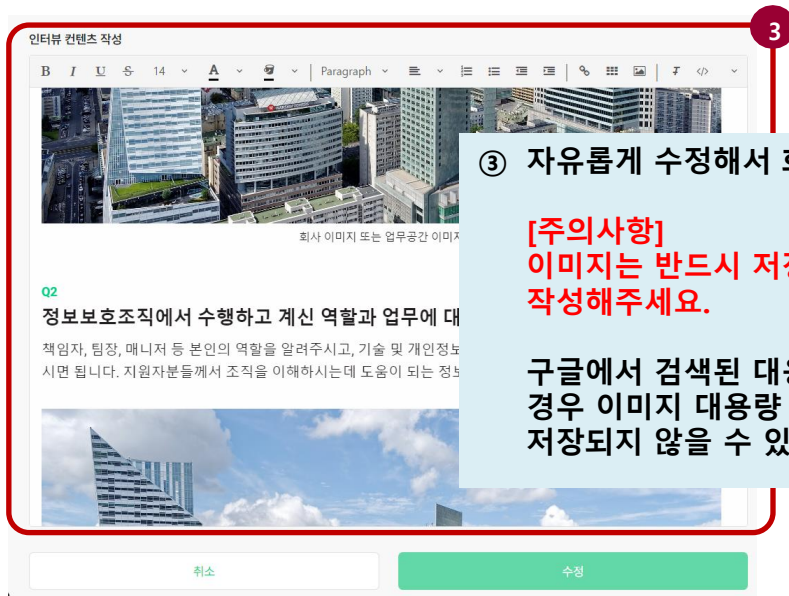 3
인터뷰 컨텐츠 작성
B I U S 14 A Paragraph
회사 이미지 또는 업무공간 이미지
Q2
정보보호조직에서 수행하고 계신 역할과 업무에 대
책임자, 팀장, 매니저 등 본인의 역할을 알려주시고, 기술 및 개인정보
시면 됩니다. 지원자분들께서 조직을 이해하시는데 도움이 되는 정보
③ 자유롭게 수정해서
[주의사항]
이미지는 반드시
작성해주세요.
구글에서 검색된
경우 이미지 대용량
저장되지 않을 수
취소
수정